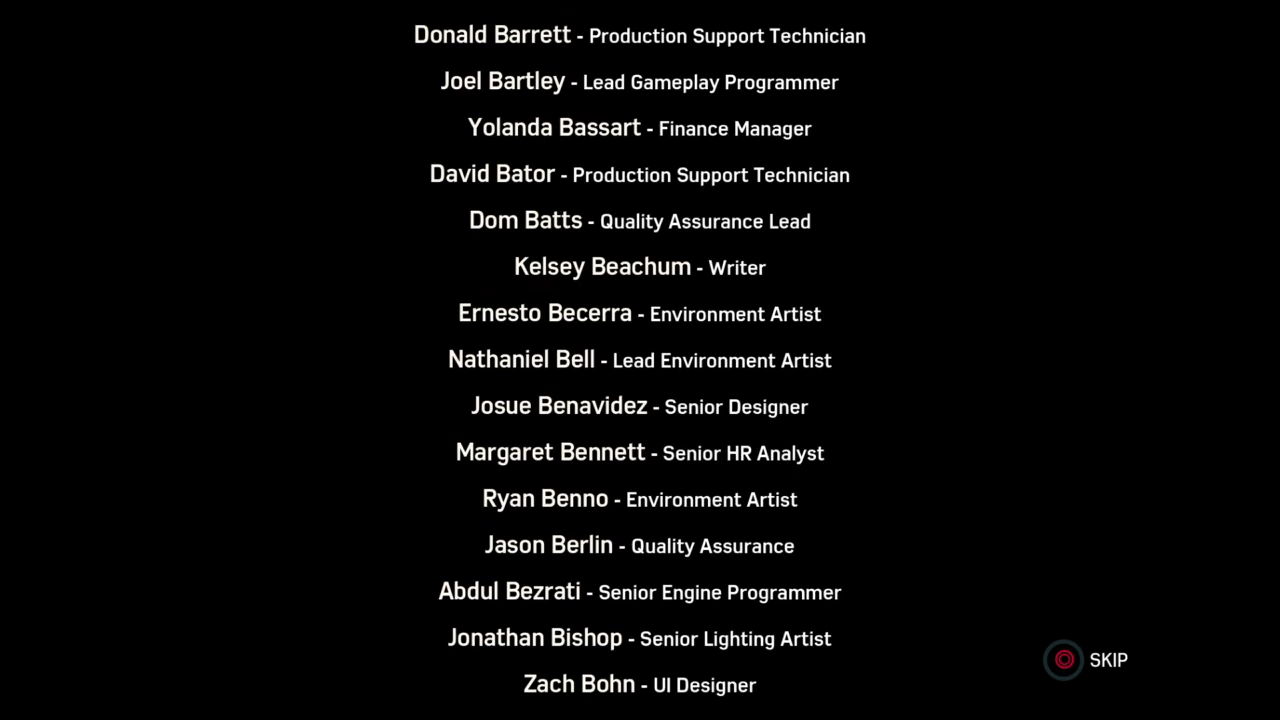 Donald Barrett - Production Support Technician
Joel Bartley - Lead Gameplay Programmer
Yolanda Bassart - Finance Manager
David Bator - Production Support Technician
Dom Batts - Quality Assurance Lead
Kelsey Beachum - Writer
Ernesto Becerra - Environment Artist
Nathaniel Bell - Lead Environment Artist
Josue Benavidez - Senior Designer
Margaret Bennett - Senior HR Analyst
Ryan Benno - Environment Artist
Jason Berlin - Quality Assurance
Abdul Bezrati - Senior Engine Programmer
Jonathan Bishop - Senior Lighting Artist
SKIP
Zach Bohn - UI Designer